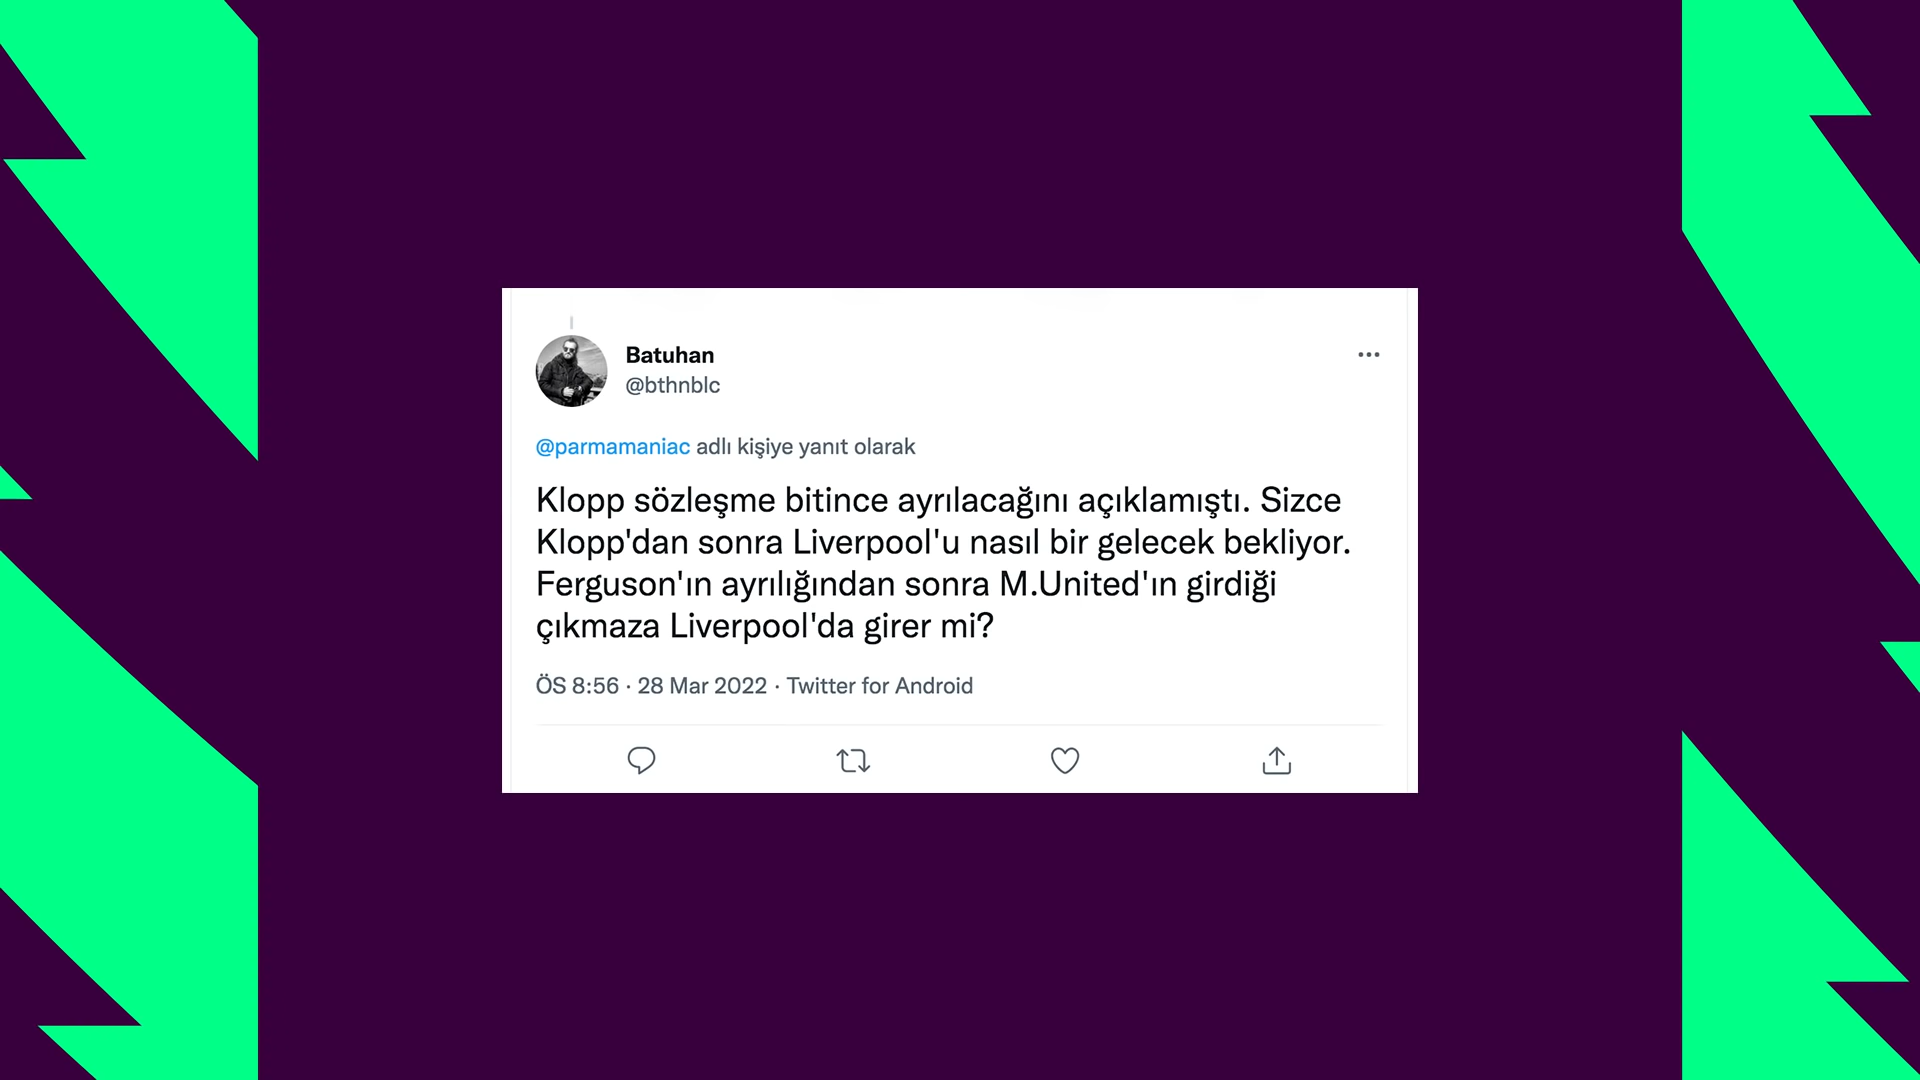 Batuhan
@bthnblc
@parmamaniac adlı kişiye yanıt olarak
Klopp sözleşme bitince ayrılacağını açıklamıştı. Sizce
Klopp'dan sonra Liverpool'u nasıl bir gelecek bekliyor.
Ferguson'ın ayrılığından sonra M.United'ın girdiği
çıkmaza Liverpool'da girer mi?
ÖS 8:56 · 28 Mar 2022 · Twitter for Android